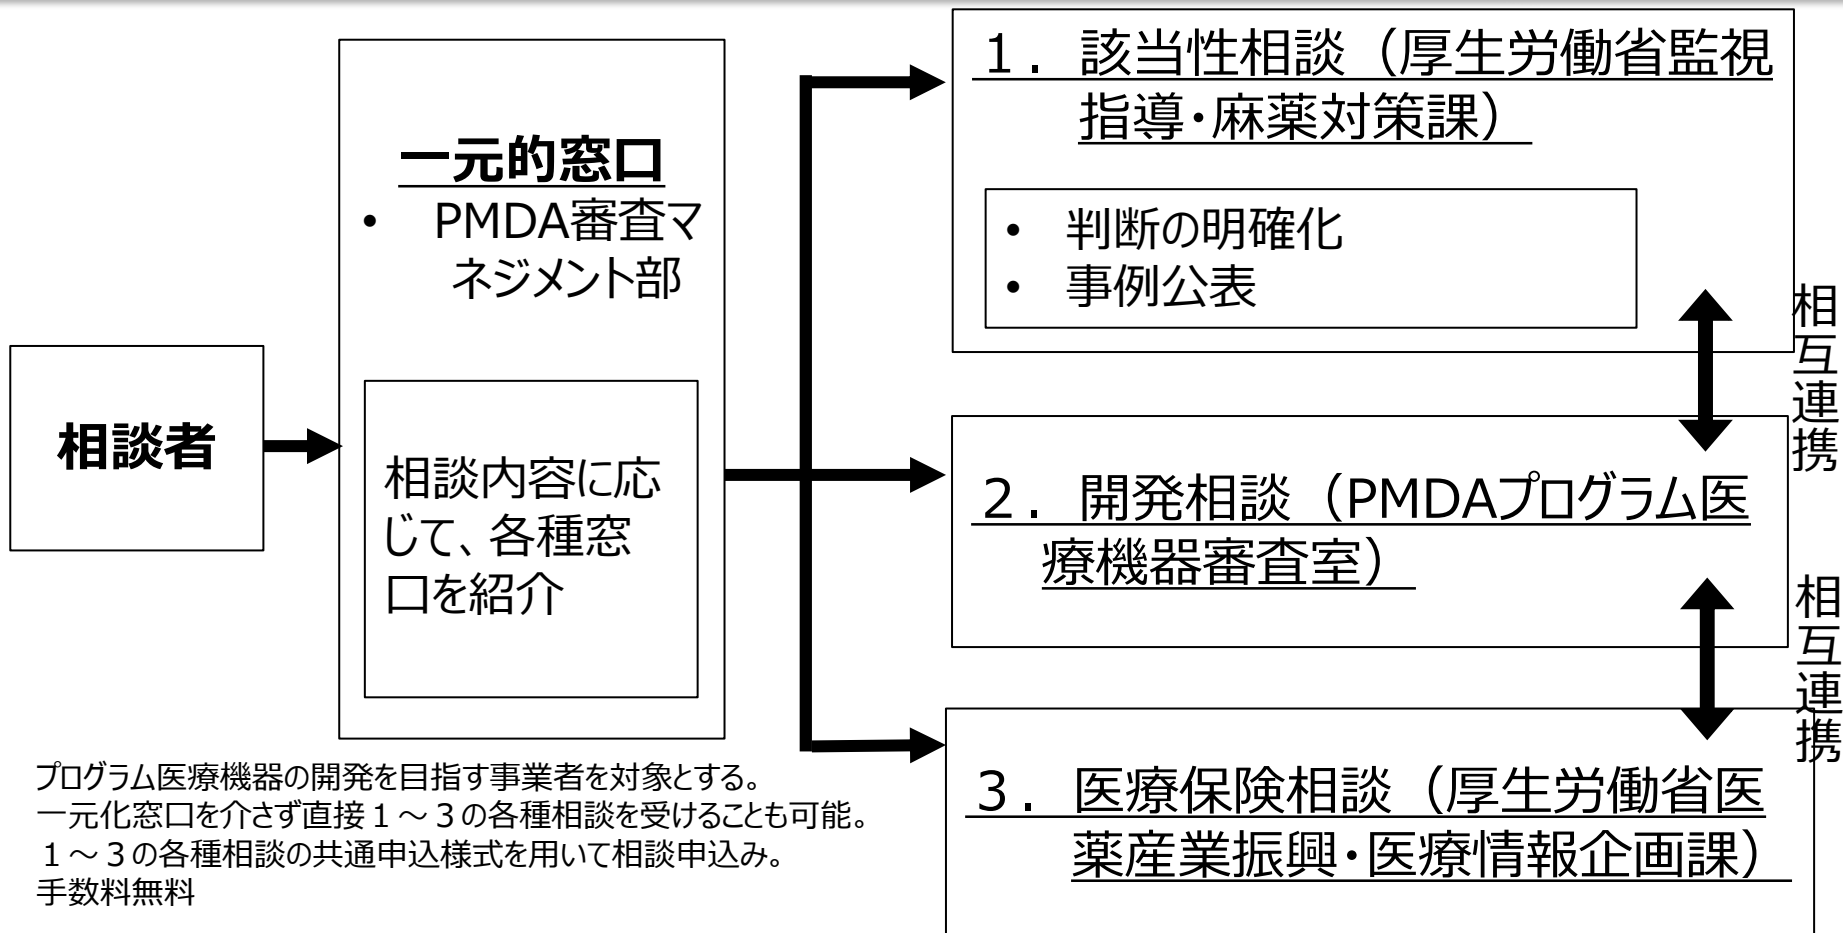 相談者
一元的窓口
• PMDA審査マ
ネジメント部
相談内容に応
じて、各種窓
口を紹介
１．該当性相談（厚生労働省監視
指導・麻薬対策課）
• 判断の明確化
• 事例公表
相互連携
２．開発相談（PMDAプログラム医
療機器審査室）
相互連携
３．医療保険相談（厚生労働省医
薬産業振興・医療情報企画課）
プログラム医療機器の開発を目指す事業者を対象とする。
一元化窓口を介さず直接１～３の各種相談を受けることも可能。
１～３の各種相談の共通申込様式を用いて相談申込み。
手数料無料